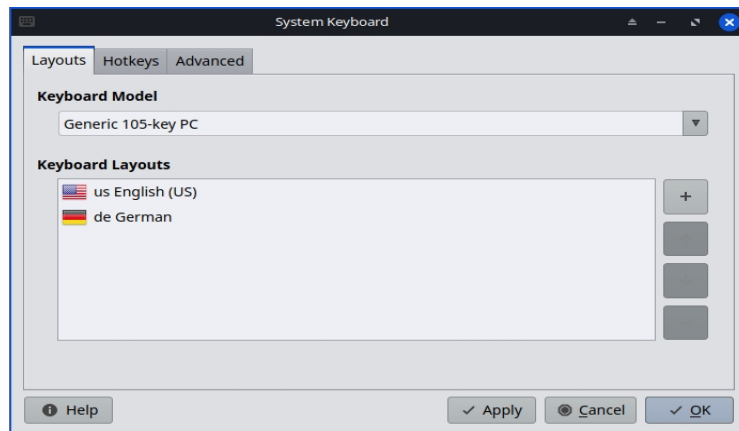 System Keyboard
Layouts Hotkeys Advanced
Keyboard Model
Generic 105-key PC
Keyboard Layouts
us English (US)
de German
+
Help Apply Cancel OK